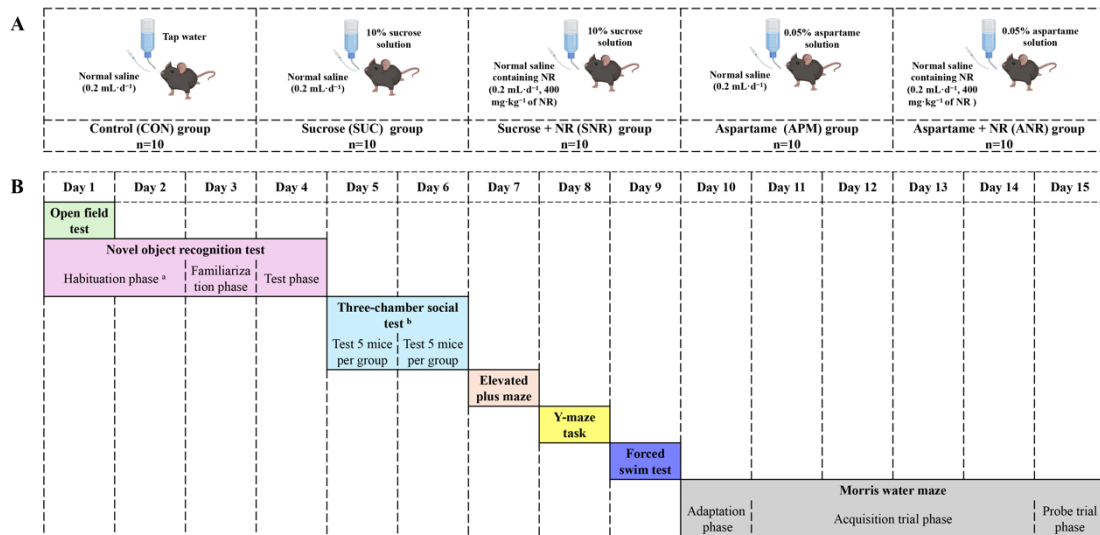 A
Tap water
Normal saline
(0.2 mL·d⁻¹)
Control (CON) group
n=10
10% sucrose
solution
Normal saline
(0.2 mL·d⁻¹)
Sucrose (SUC) group
n=10
10% sucrose
solution
Normal saline
containing NR
(0.2 mL·d⁻¹, 400
mg·kg⁻¹ of NR)
Sucrose + NR (SNR) group
n=10
0.05% aspartame
solution
Normal saline
(0.2 mL·d⁻¹)
Aspartame (APM) group
n=10
0.05% aspartame
solution
Normal saline
containing NR
(0.2 mL·d⁻¹, 400
mg·kg⁻¹ of NR )
Aspartame + NR (ANR) group
n=10
B
Day 1 Day 2 Day 3 Day 4 Day 5 Day 6 Day 7 Day 8 Day 9 Day 10 Day 11 Day 12 Day 13 Day 14 Day 15
Open field
test
Novel object recognition test
Habituation phase ᵃ
Familiariza
tion phase
Test phase
Three-chamber social
test ᵇ
Test 5 mice
per group
Test 5 mice
per group
Elevated
plus maze
Y-maze
task
Forced
swim test
Morris water maze
Adaptation
phase
Acquisition trial phase
Probe trial
phase